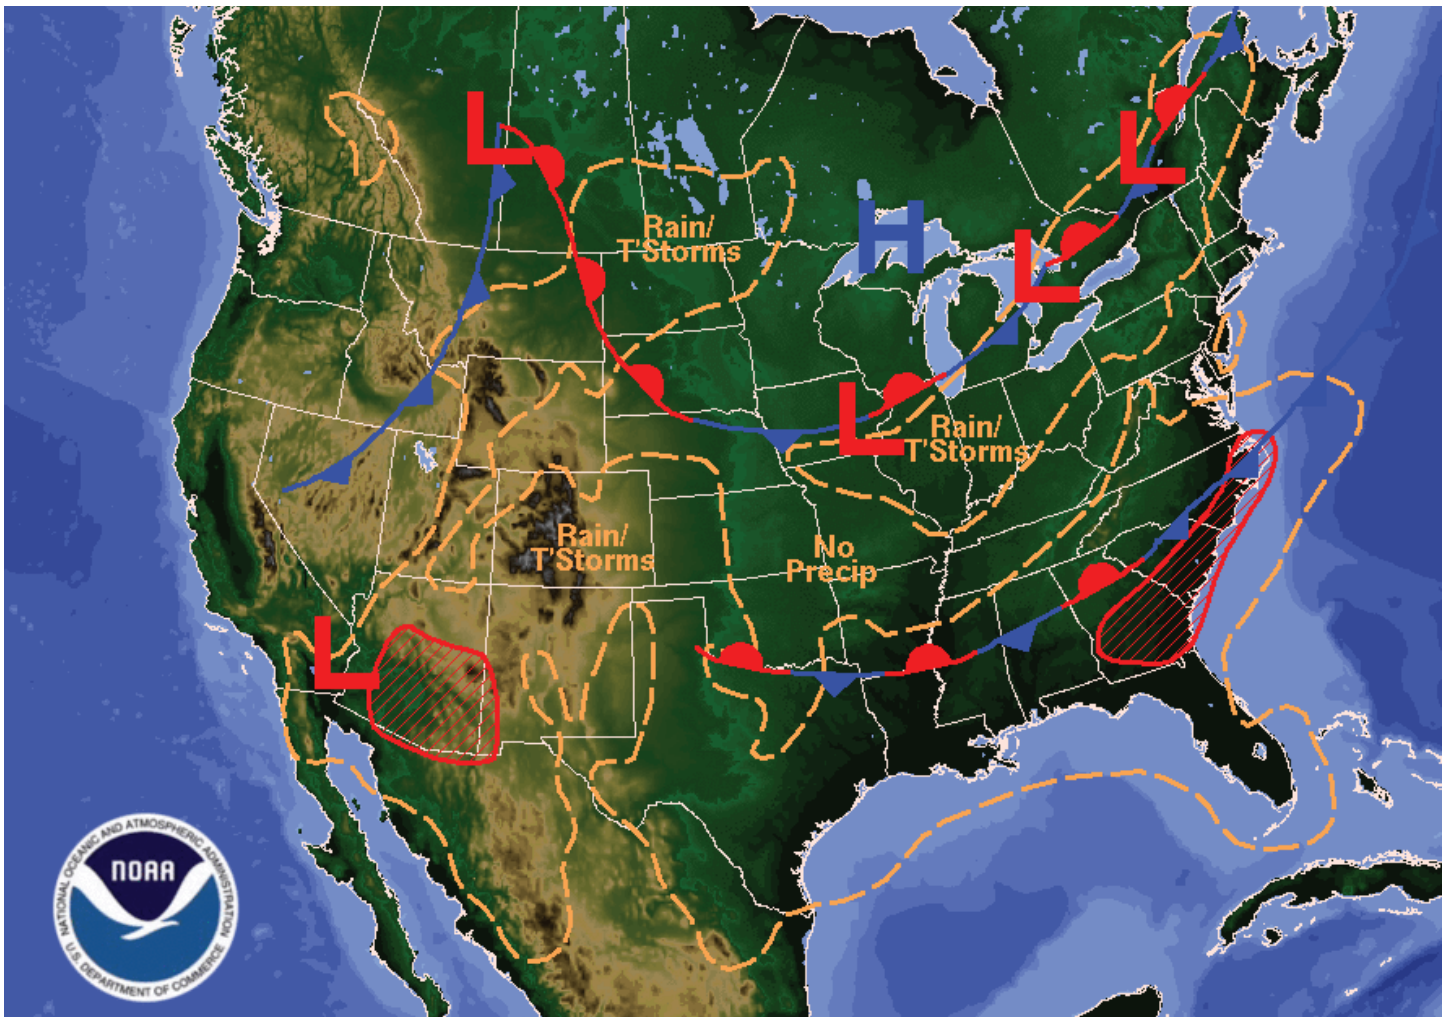 L
L
H
Rain/
T'Storms
L
L
Rain/
T'Storms
Rain/
T'Storms
No
Precip
L
NOAA
NATIONAL OCEANIC AND ATMOSPHERIC ADMINISTRATION
U.S. DEPARTMENT OF COMMERCE